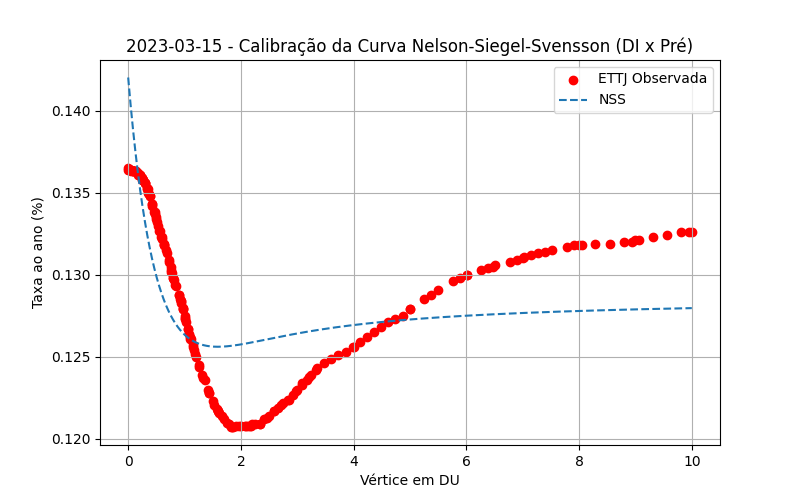 2023-03-15 - Calibração da Curva Nelson-Siegel-Svensson (DI x Pré)
ETTJ Observada
NSS
Taxa ao ano (%)
0.140
0.135
0.130
0.125
0.120
0 2 4 6 8 10
Vértice em DU